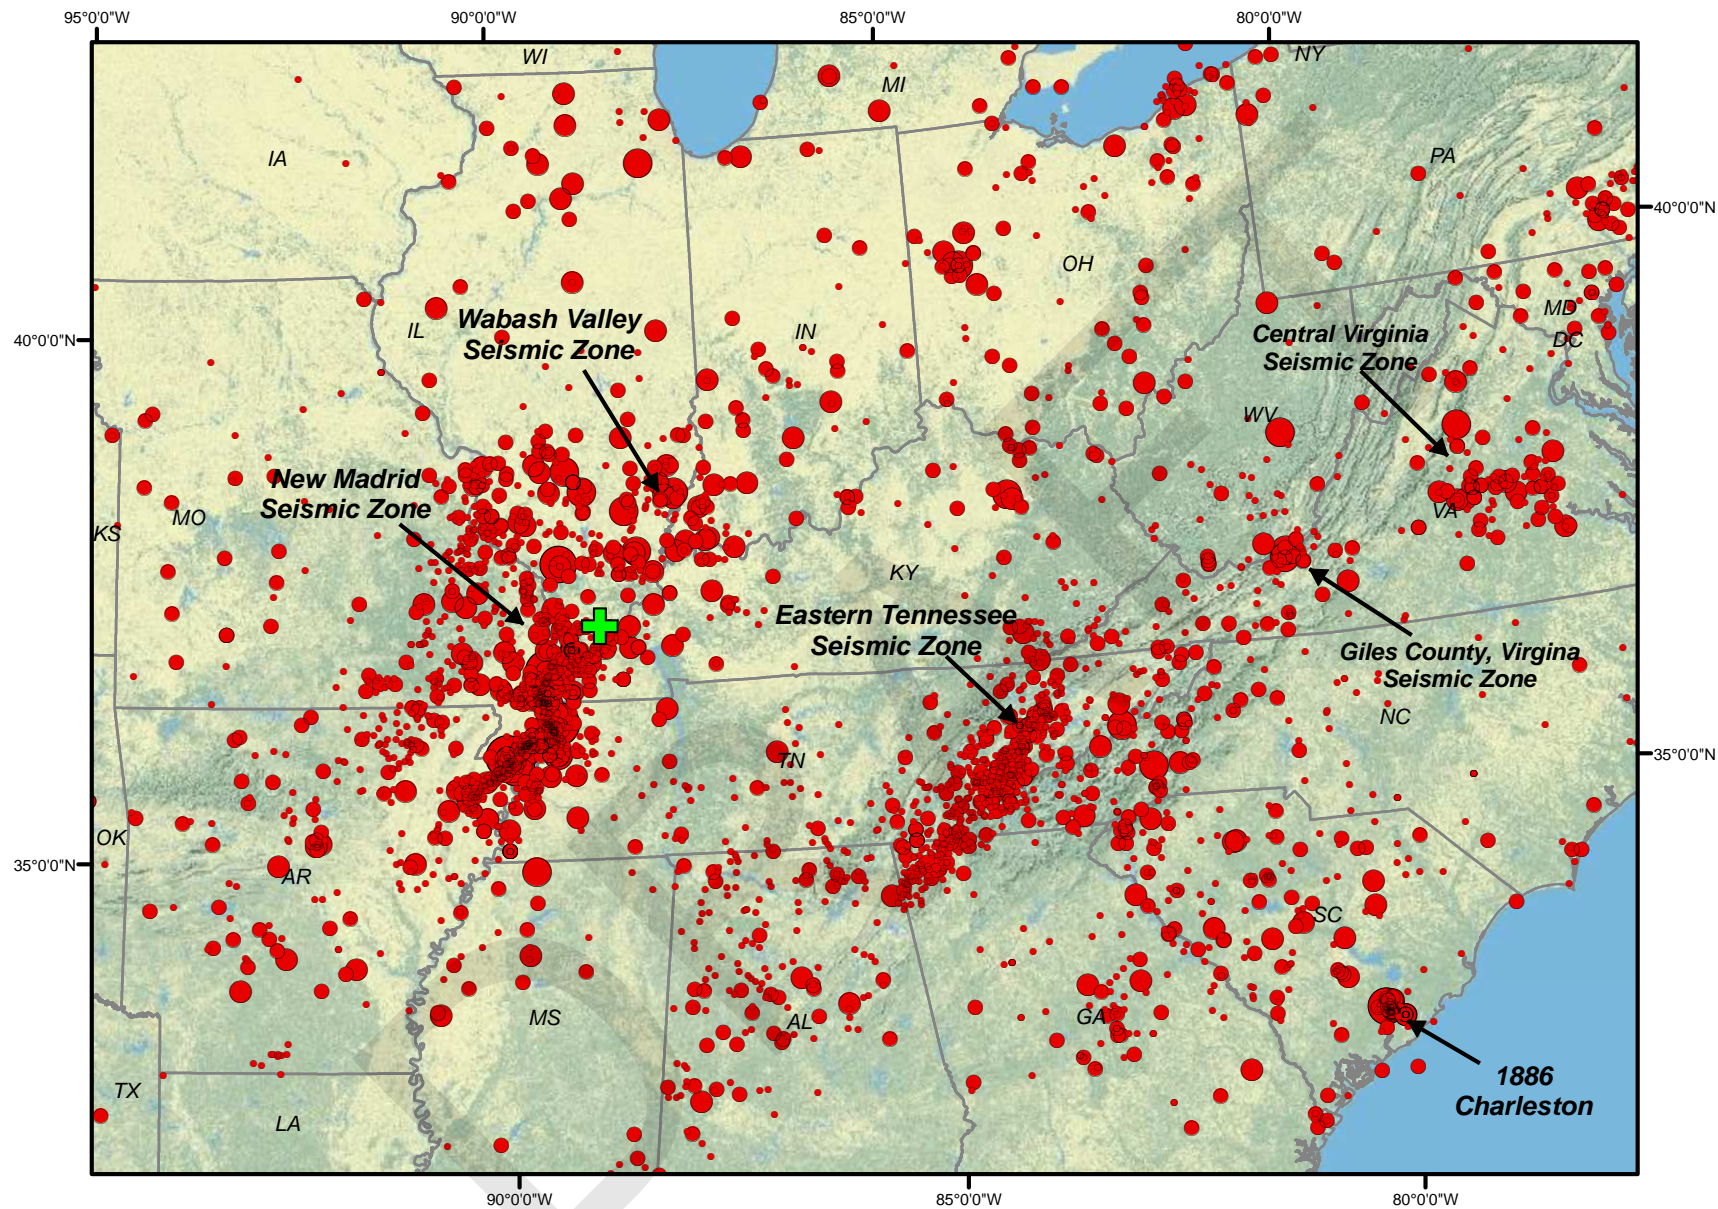 95°0'0"W
90°0'0"W
85°0'0"W
80°0'0"W
WI
MI
NY
IA
PA
40°0'0"N
OH
MD
DC
Wabash Valley
Seismic Zone
IL
IN
Central Virginia
Seismic Zone
40°0'0"N
WV
New Madrid
Seismic Zone
MO
KS
VA
KY
Eastern Tennessee
Seismic Zone
Giles County, Virgina
Seismic Zone
NC
TN
35°0'0"N
OK
35°0'0"N
AR
SC
MS
AL
GA
1886
Charleston
TX
LA
90°0'0"W
85°0'0"W
80°0'0"W